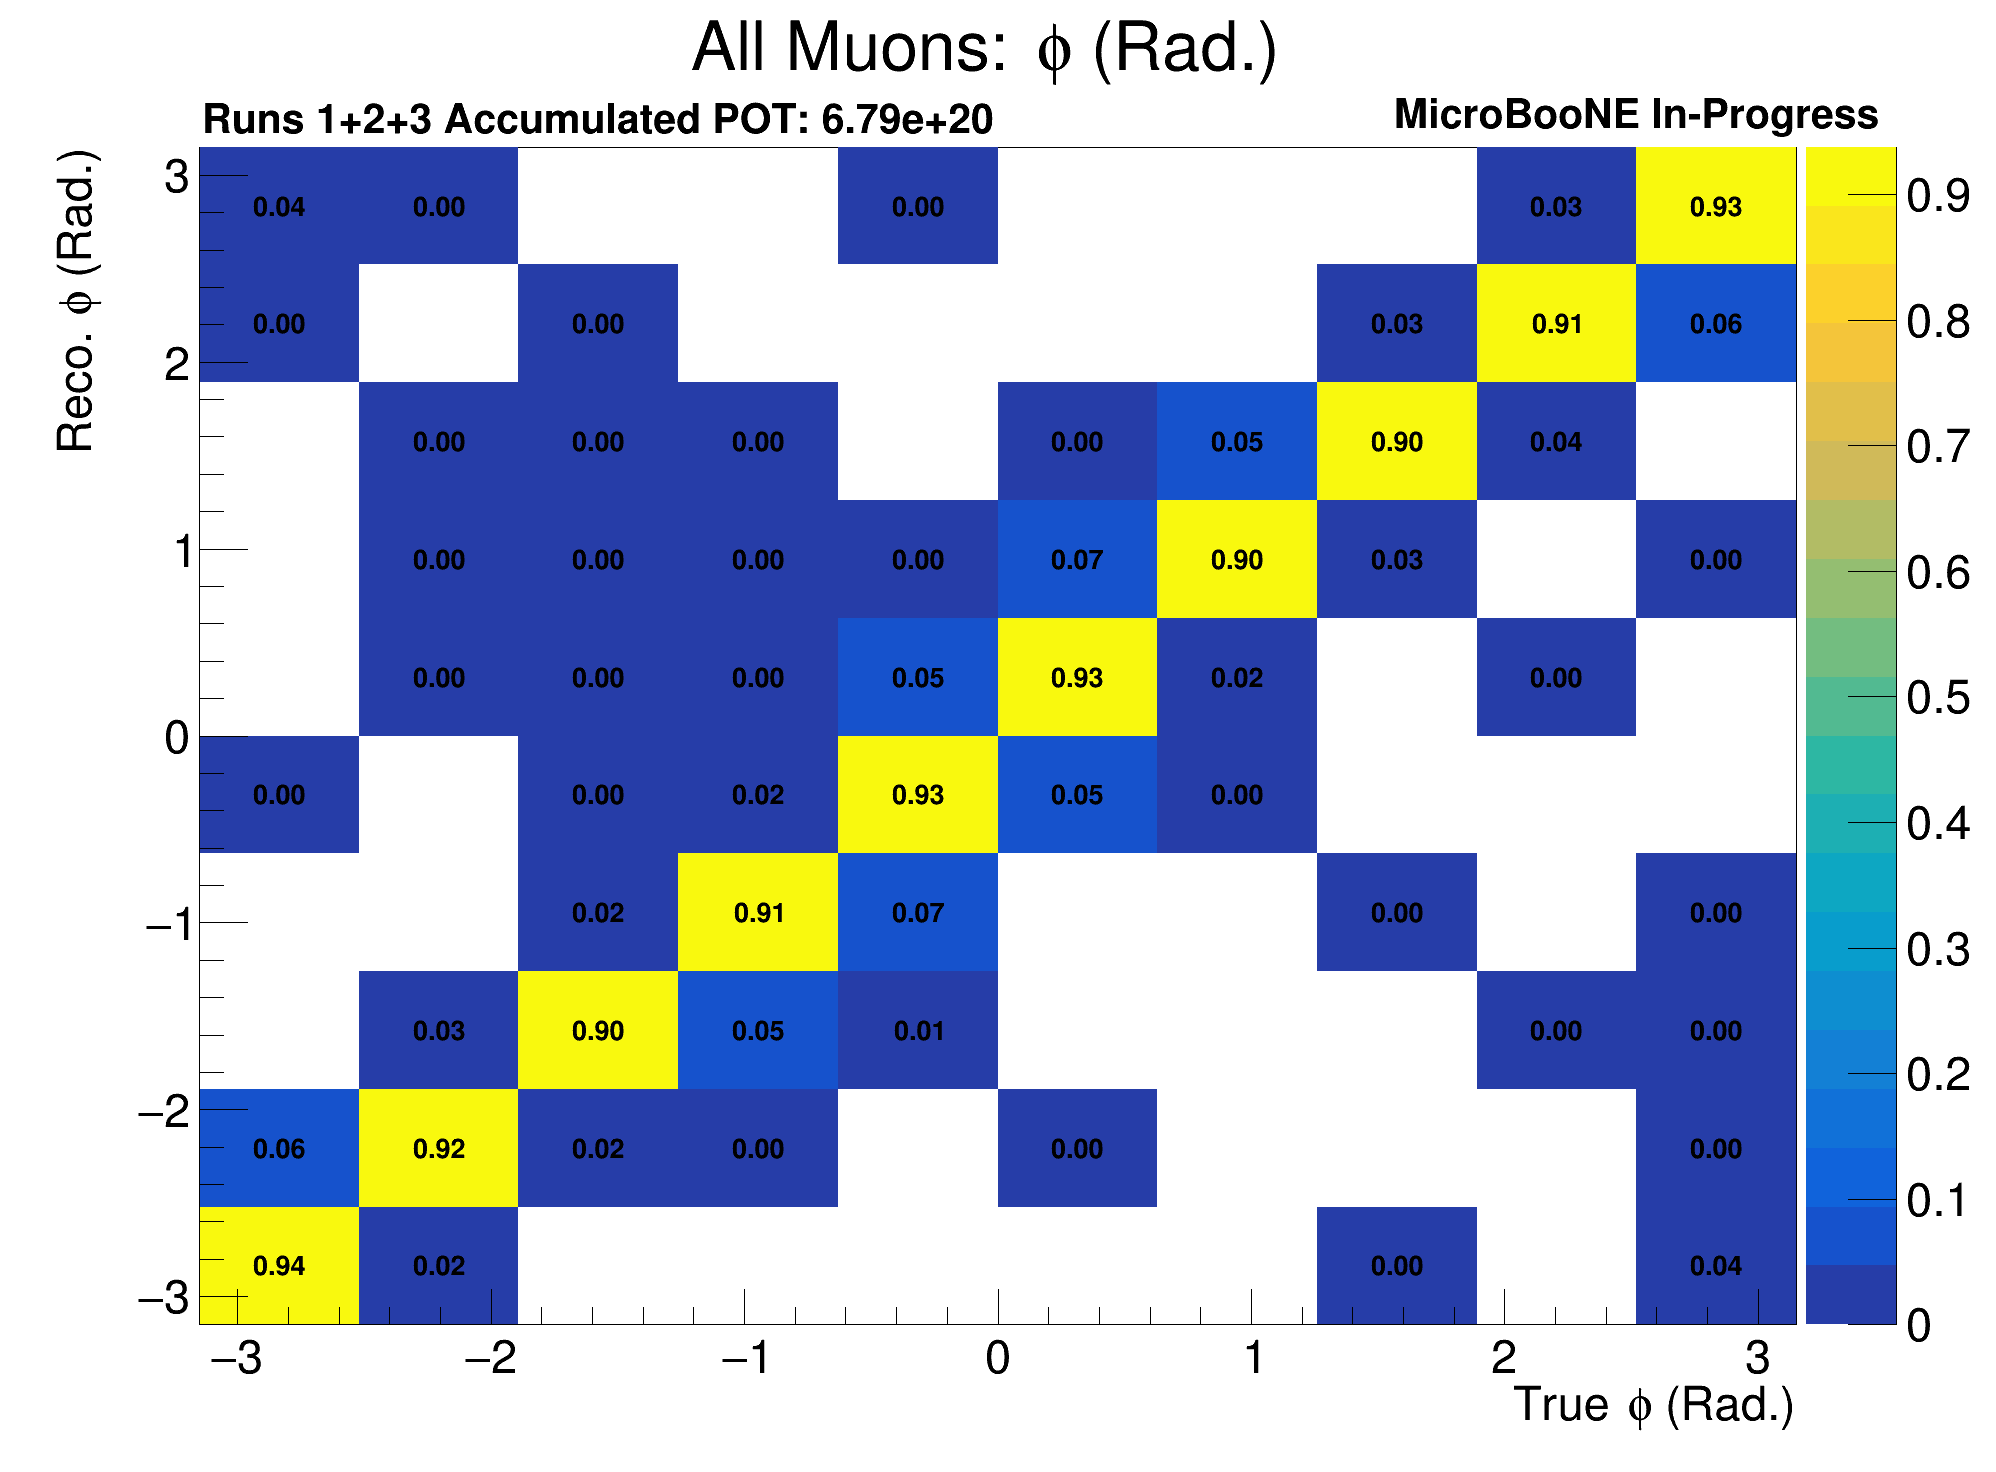 All Muons: ϕ (Rad.)
Runs 1+2+3 Accumulated POT: 6.79e+20
MicroBooNE In-Progress
Reco. ϕ (Rad.)
3 0.04 0.00 0.00 0.03 0.93 0.9
0.00 0.00 0.03 0.91 0.06 0.8
2
0.00 0.00 0.00 0.00 0.05 0.90 0.04 0.7
1 0.00 0.00 0.00 0.00 0.07 0.90 0.03 0.00 0.6
0.00 0.00 0.00 0.05 0.93 0.02 0.00 0.5
0
0.00 0.00 0.02 0.93 0.05 0.00 0.4
−1 0.02 0.91 0.07 0.00 0.00 0.3
0.03 0.90 0.05 0.01 0.00 0.00 0.2
−2
0.06 0.92 0.02 0.00 0.00 0.00 0.1
0.94 0.02 0.00 0.04
−3 0
−3 −2 −1 0 1 2 3
True ϕ (Rad.)